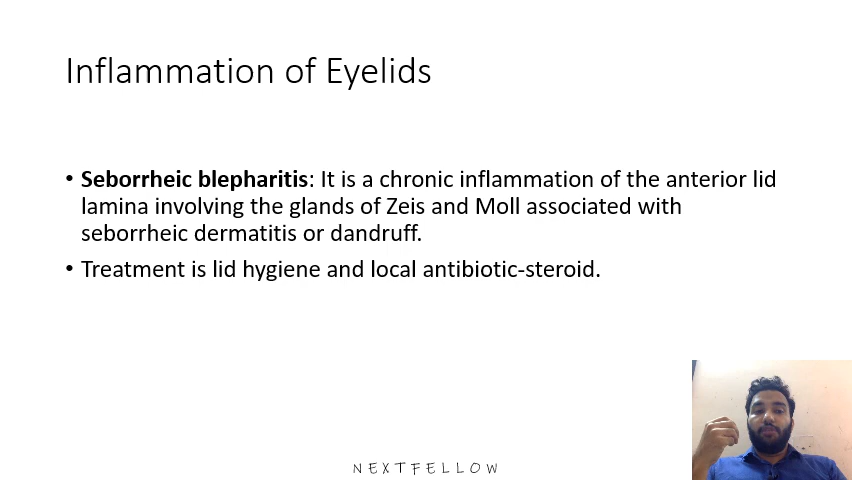 Inflammation of Eyelids
• Seborrheic blepharitis: It is a chronic inflammation of the anterior lid
lamina involving the glands of Zeis and Moll associated with
seborrheic dermatitis or dandruff.
• Treatment is lid hygiene and local antibiotic-steroid.
NEXTFELLOW